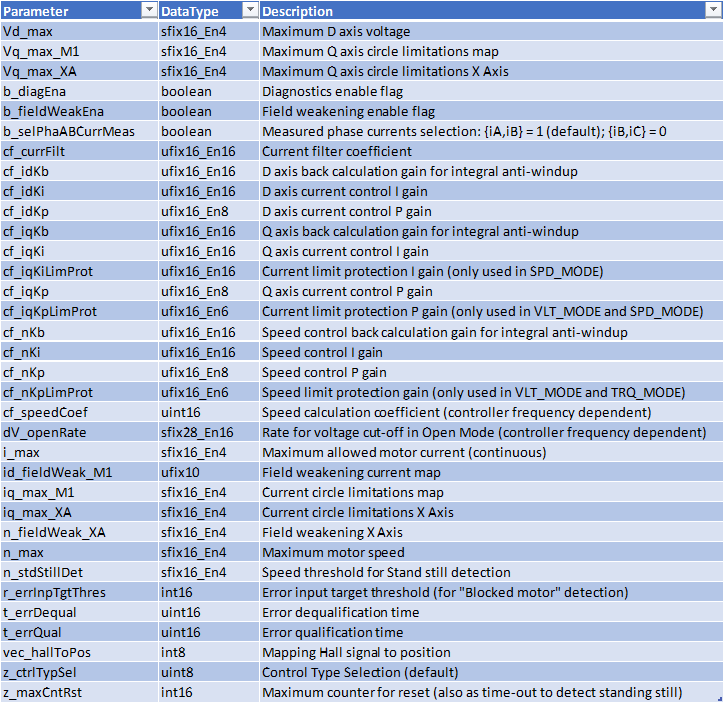 Parameter DataType Description
Vd_max sfix16_En4 Maximum D axis voltage
Vq_max_M1 sfix16_En4 Maximum Q axis circle limitations map
Vq_max_XA sfix16_En4 Maximum Q axis circle limitations X Axis
b_diagEna boolean Diagnostics enable flag
b_fieldWeakEna boolean Field weakening enable flag
b_selPhaABCurrMeas boolean Measured phase currents selection: {iA,iB} = 1 (default); {iB,iC} = 0
cf_currFilt ufix16_En16 Current filter coefficient
cf_idKb ufix16_En16 D axis back calculation gain for integral anti-windup
cf_idKi ufix16_En16 D axis current control I gain
cf_idKp ufix16_En8 D axis current control P gain
cf_iqKb ufix16_En16 Q axis back calculation gain for integral anti-windup
cf_iqKi ufix16_En16 Q axis current control I gain
cf_iqKiLimProt ufix16_En16 Current limit protection I gain (only used in SPD_MODE)
cf_iqKp ufix16_En8 Q axis current control P gain
cf_iqKpLimProt ufix16_En6 Current limit protection P gain (only used in VLT_MODE and SPD_MODE)
cf_nKb ufix16_En16 Speed control back calculation gain for integral anti-windup
cf_nKi ufix16_En16 Speed control I gain
cf_nKp ufix16_En8 Speed control P gain
cf_nKpLimProt ufix16_En6 Speed limit protection gain (only used in VLT_MODE and TRQ_MODE)
cf_speedCoef uint16 Speed calculation coefficient (controller frequency dependent)
dV_openRate sfix28_En16 Rate for voltage cut-off in Open Mode (controller frequency dependent)
i_max sfix16_En4 Maximum allowed motor current (continuous)
id_fieldWeak_M1 ufix10 Field weakening current map
iq_max_M1 sfix16_En4 Current circle limitations map
iq_max_XA sfix16_En4 Current circle limitations X Axis
n_fieldWeak_XA sfix16_En4 Field weakening X Axis
n_max sfix16_En4 Maximum motor speed
n_stdStillDet sfix16_En4 Speed threshold for Stand still detection
r_errInpTgtThres int16 Error input target threshold (for "Blocked motor" detection)
t_errDequal uint16 Error dequalification time
t_errQual uint16 Error qualification time
vec_hallToPos int8 Mapping Hall signal to position
z_ctrlTypSel uint8 Control Type Selection (default)
z_maxCntRst int16 Maximum counter for reset (also as time-out to detect standing still)